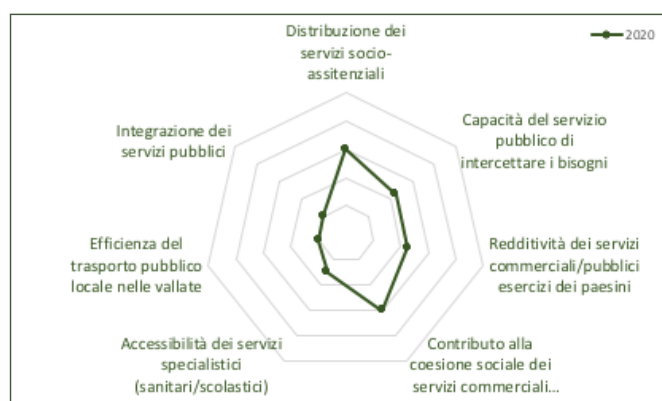 Distribuzione dei
servizi socio-
assitenziali
2020
Capacità del servizio
pubblico di
intercettare i bisogni
Redditività dei servizi
commerciali/pubblici
esercizi dei paesini
Contributo alla
coesione sociale dei
servizi commerciali...
Accessibilità dei servizi
specialistici
(sanitari/scolastici)
Efficienza del
trasporto pubblico
locale nelle vallate
Integrazione dei
servizi pubblici